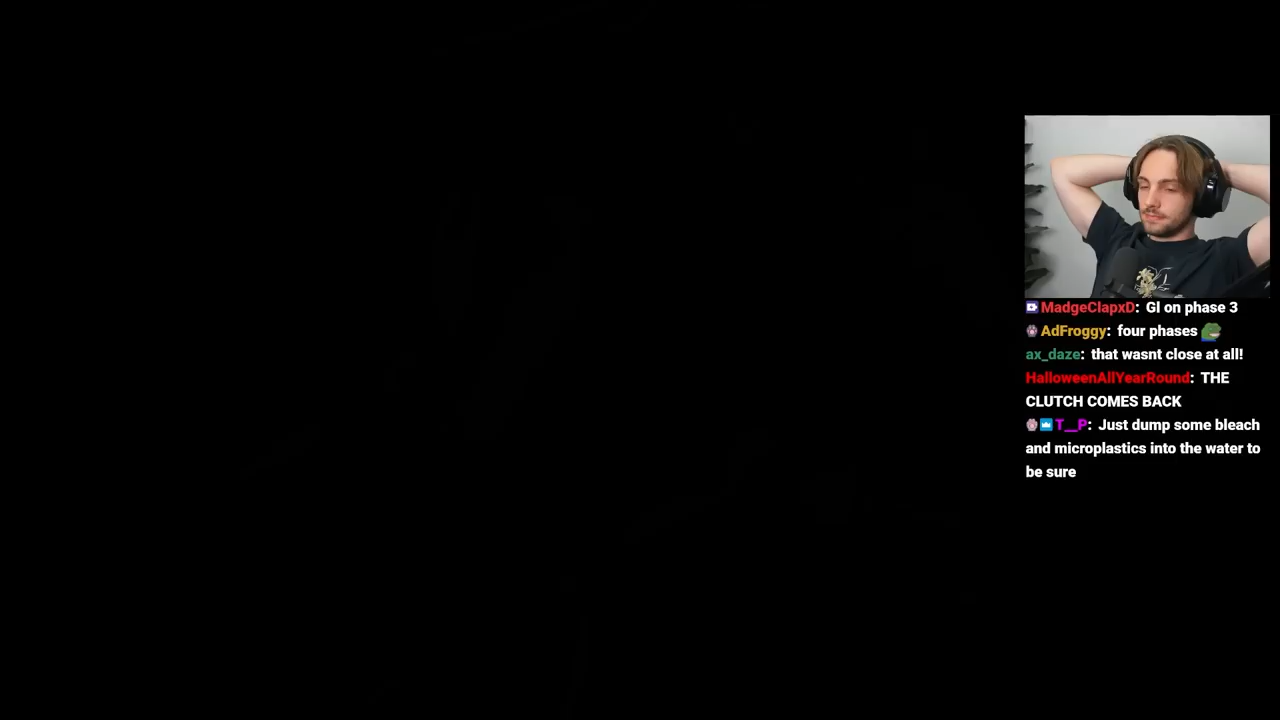 MadgeClapxD: Gl on phase 3
AdFroggy: four phases
ax_daze: that wasnt close at all!
HalloweenAllYearRound: THE
CLUTCH COMES BACK
T__P: Just dump some bleach
and microplastics into the water to
be sure